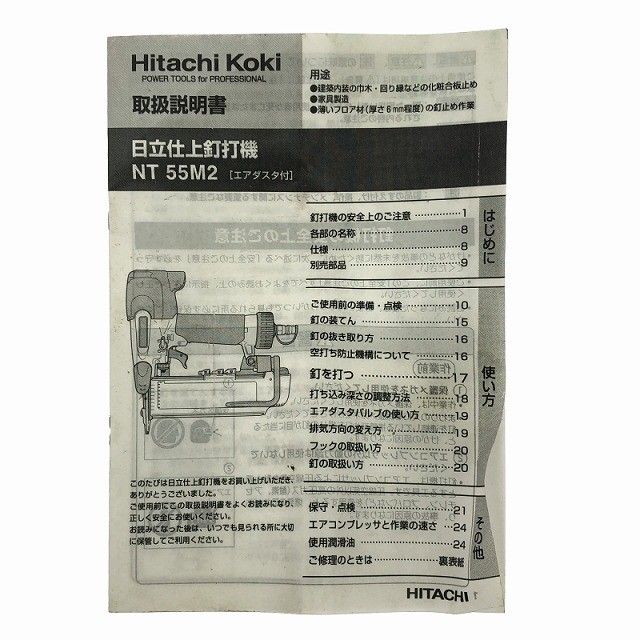 Hitachi Koki
POWER TOOLS for PROFESSIONAL
取扱説明書
用途
●建築内装の巾木・回り縁などの化粧合板止め
●家具製造
●薄いフロア材(厚さ6mm程度)の釘止め作業
日立仕上釘打機
NT 55M2 [エアダスタ付]
はじめに
釘打機の安全上のご注意 1
各部の名称 8
仕様 8
別売部品 9
使い方
ご使用前の準備・点検 10
釘の装てん 15
釘の抜き取り方 16
空打ち防止機構について 16
釘を打つ 17
打ち込み深さの調整方法 18
エアダスタバルブの使い方 19
排気方向の変え方 19
フックの取扱い方 20
釘の取扱い方 20
その他
保守・点検 21
エアコンプレッサと作業の速さ 24
使用潤滑油 24
ご修理のときは 裏表紙
このたびは日立仕上釘打機をお買い上げいただき、
ありがとうございました。
ご使用前にこの取扱説明書をよくお読みになり、
正しく安全にお使いください。
お読みになった後は、いつでも見られる所に大切
に保管してご利用ください。
HITACHI